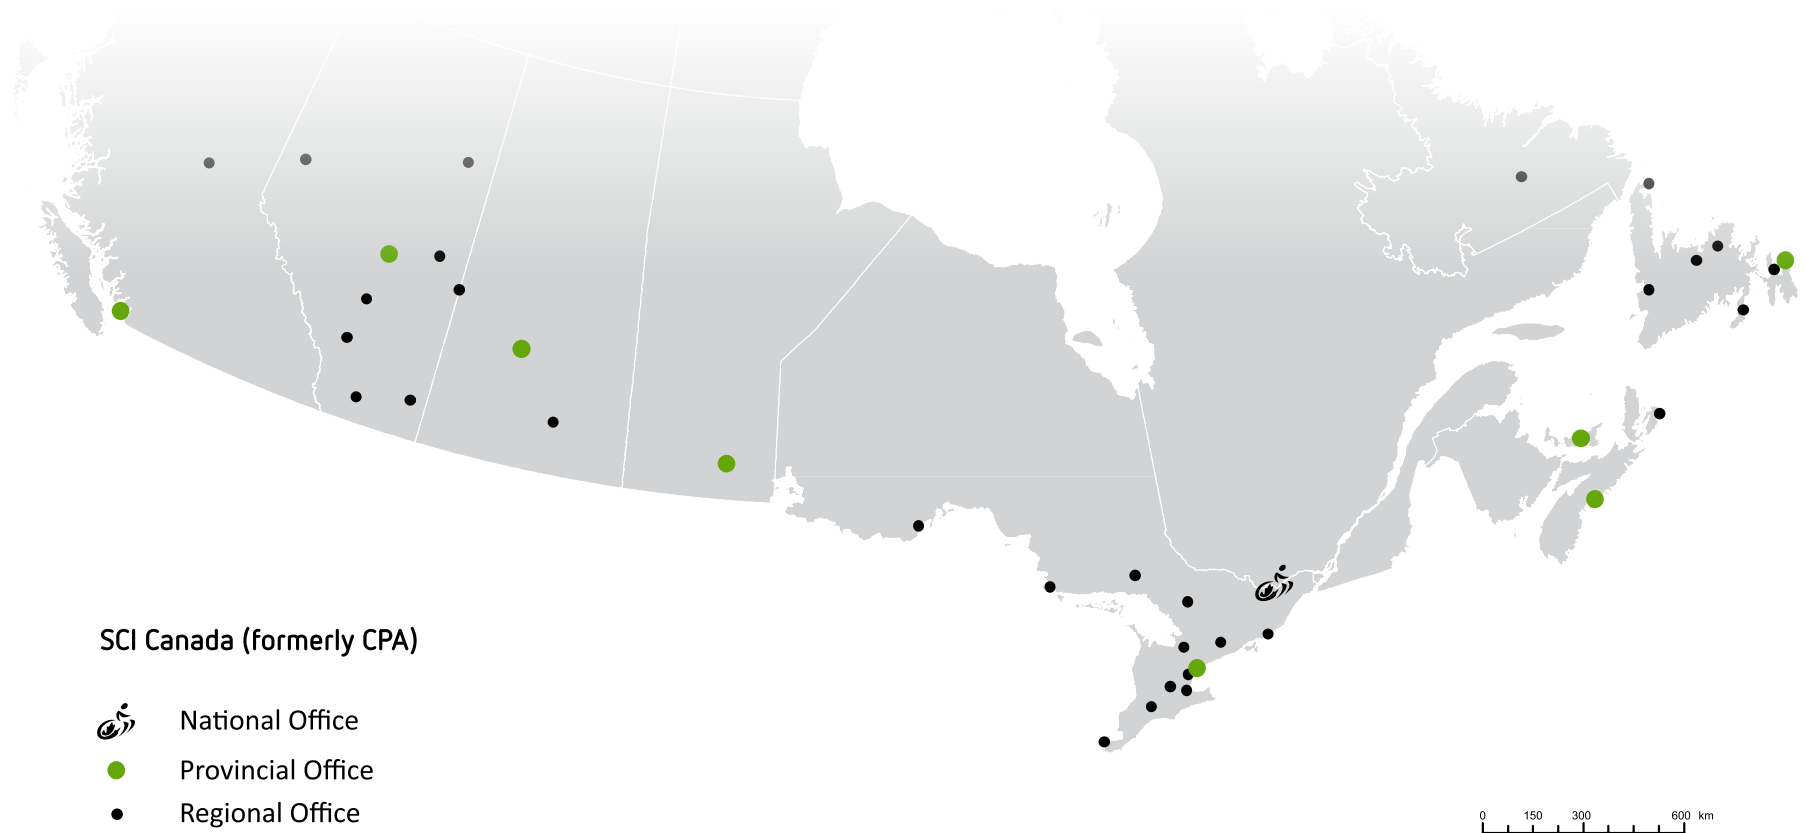 SCI Canada (formerly CPA)
National Office
Provincial Office
Regional Office
0 150 300 600 km